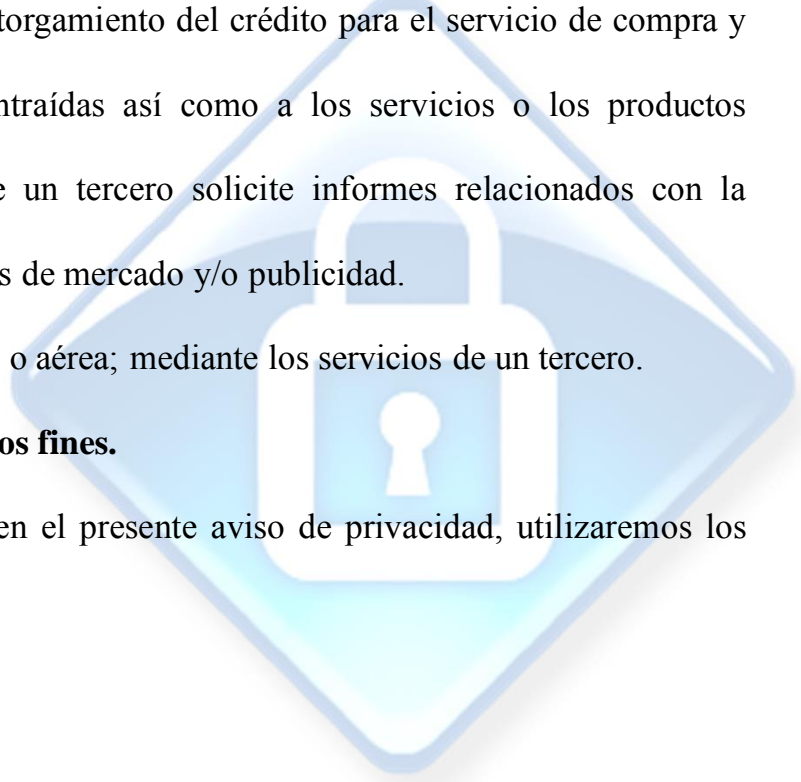 torgamiento del crédito para el servicio de compra y
ntraídas así como a los servicios o los productos
e un tercero solicite informes relacionados con la
s de mercado y/o publicidad.
o aérea; mediante los servicios de un tercero.
os fines.
en el presente aviso de privacidad, utilizaremos los